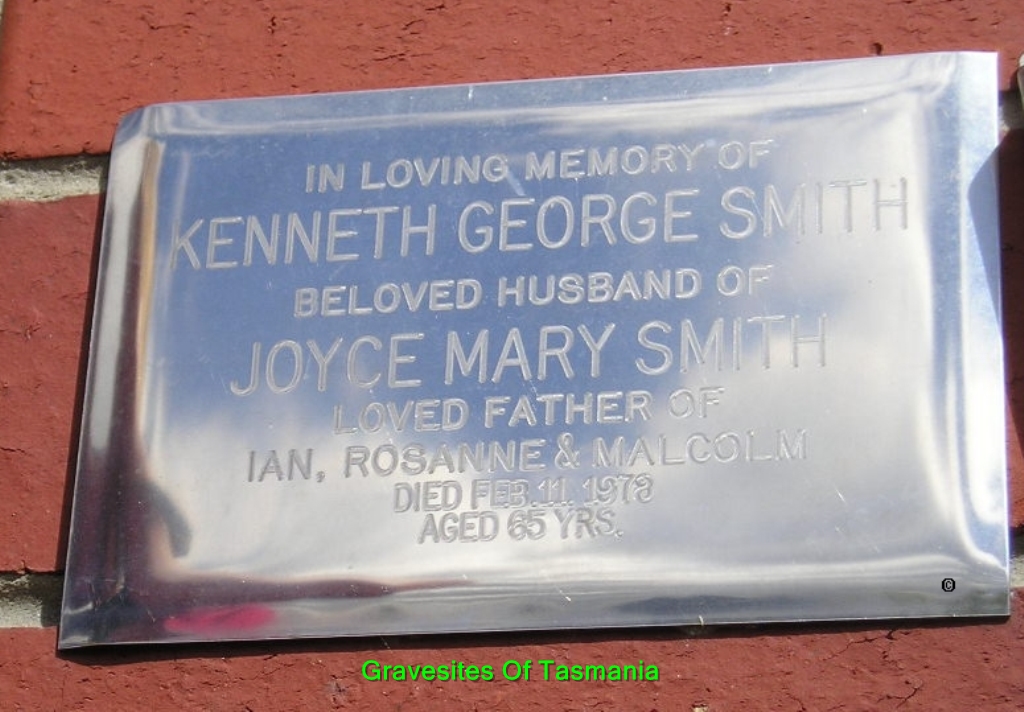 IN LOVING MEMORY OF
KENNETH GEORGE SMITH
BELOVED HUSBAND OF
JOYCE MARY SMITH
LOVED FATHER OF
IAN, ROSANNE & MALCOLM
DIED FEB. 11. 1979
AGED 65 YRS.
©
Gravesites Of Tasmania